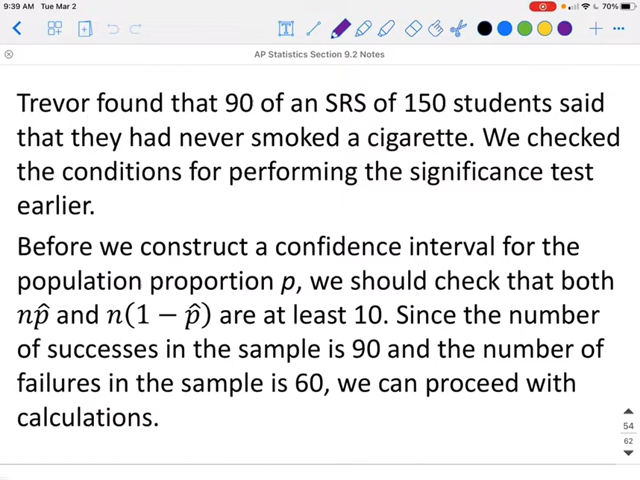 9:39 AM Tue Mar 2
70%
T
AP Statistics Section 9.2 Notes
Trevor found that 90 of an SRS of 150 students said
that they had never smoked a cigarette. We checked
the conditions for performing the significance test
earlier.
Before we construct a confidence interval for the
population proportion p, we should check that both
np̂ and n(1 − p̂) are at least 10. Since the number
of successes in the sample is 90 and the number of
failures in the sample is 60, we can proceed with
calculations.
54
62